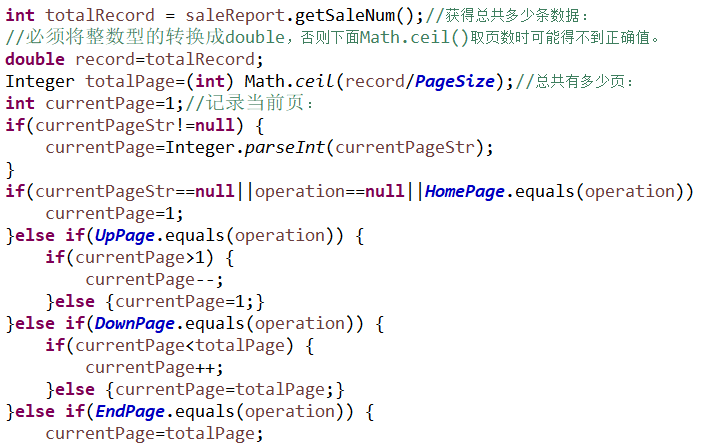 int totalRecord = saleReport.getSaleNum();//获得总共多少条数据：
//必须将整数型的转换成double，否则下面Math.ceil()取页数时可能得不到正确值。
double record=totalRecord;
Integer totalPage=(int) Math.ceil(record/PageSize);//总共有多少页：
int currentPage=1;//记录当前页：
if(currentPageStr!=null) {
    currentPage=Integer.parseInt(currentPageStr);
}
if(currentPageStr==null||operation==null||HomePage.equals(operation))
    currentPage=1;
}else if(UpPage.equals(operation)) {
    if(currentPage>1) {
        currentPage--;
    }else {currentPage=1;}
}else if(DownPage.equals(operation)) {
    if(currentPage<totalPage) {
        currentPage++;
    }else {currentPage=totalPage;}
}else if(EndPage.equals(operation)) {
    currentPage=totalPage;